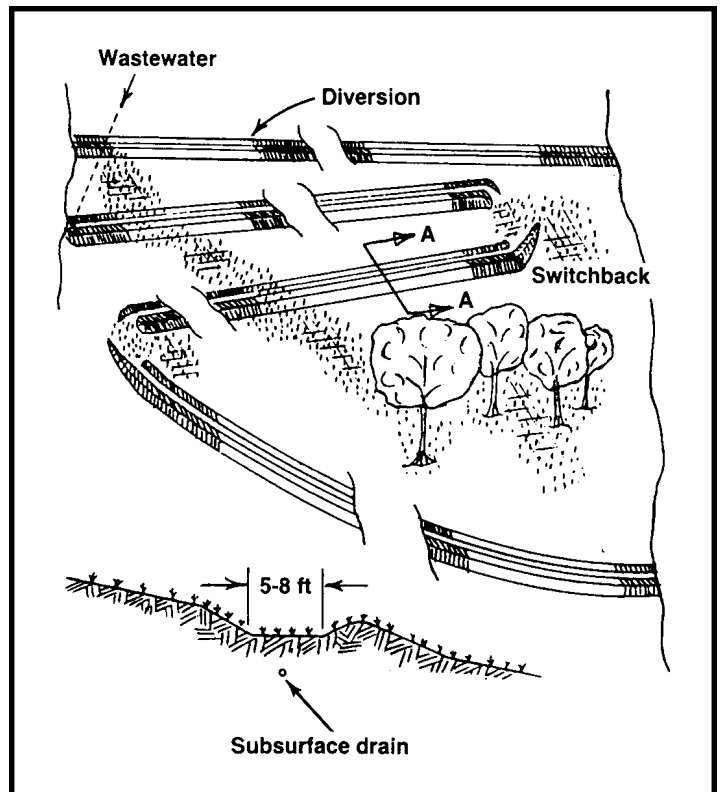 Wastewater
Diversion
A
Switchback
A
5-8 ft
Subsurface drain